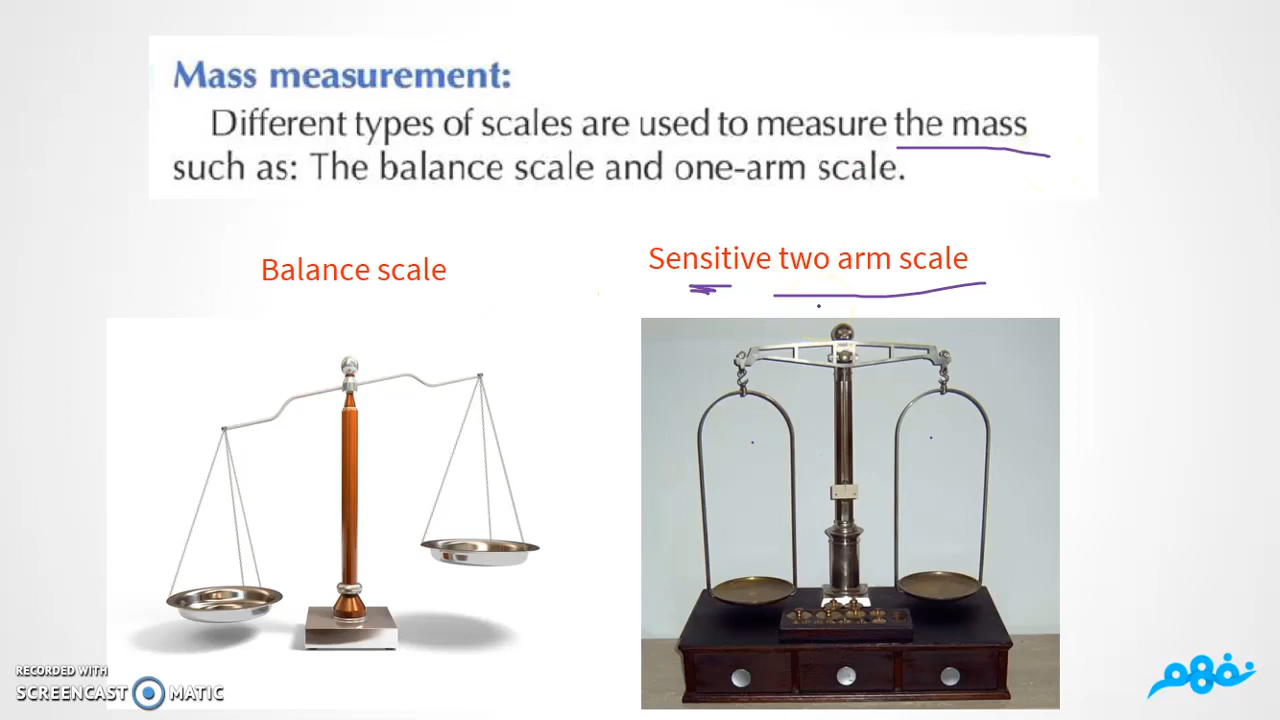 Mass measurement:
Different types of scales are used to measure the mass
such as: The balance scale and one-arm scale.
Balance scale
Sensitive two arm scale
RECORDED WITH
SCREENCAST MATIC
نفهم